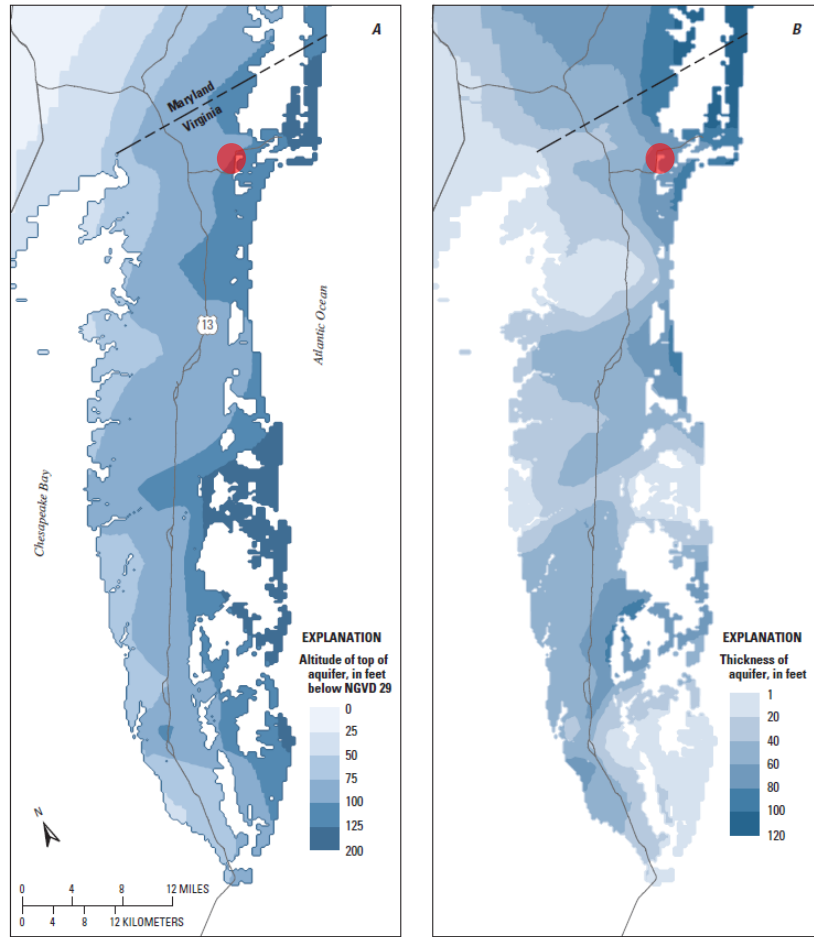 A
Maryland
Virginia
13
Atlantic Ocean
Chesapeake Bay
EXPLANATION
Altitude of top of
aquifer, in feet
below NGVD 29
0
25
50
75
100
125
200
N
0 4 8 12 MILES
0 4 8 12 KILOMETERS
B
EXPLANATION
Thickness of
aquifer, in feet
1
20
40
60
80
100
120